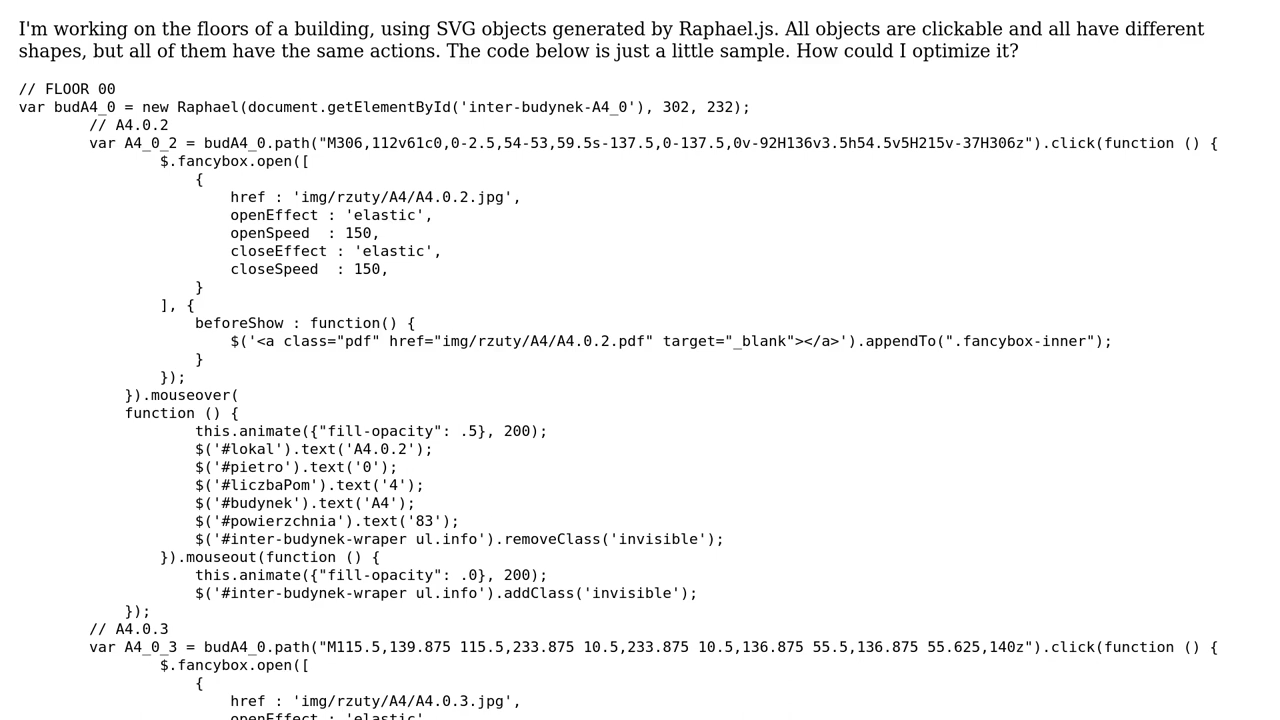 I'm working on the floors of a building, using SVG objects generated by Raphael.js. All objects are clickable and all have different
shapes, but all of them have the same actions. The code below is just a little sample. How could I optimize it?
// FLOOR 00
var budA4_0 = new Raphael(document.getElementById('inter-budynek-A4_0'), 302, 232);
        // A4.0.2
        var A4_0_2 = budA4_0.path("M306,112v61c0,0-2.5,54-53,59.5s-137.5,0-137.5,0v-92H136v3.5h54.5v5H215v-37H306z").click(function () {
                $.fancybox.open([
                    {
                        href : 'img/rzuty/A4/A4.0.2.jpg',
                        openEffect : 'elastic',
                        openSpeed  : 150,
                        closeEffect : 'elastic',
                        closeSpeed  : 150,
                    }
                ], {
                    beforeShow : function() {
                        $('<a class="pdf" href="img/rzuty/A4/A4.0.2.pdf" target="_blank"></a>').appendTo(".fancybox-inner");
                    }
                });
            }).mouseover(
            function () {
                    this.animate({"fill-opacity": .5}, 200);
                    $('#lokal').text('A4.0.2');
                    $('#pietro').text('0');
                    $('#liczbaPom').text('4');
                    $('#budynek').text('A4');
                    $('#powierzchnia').text('83');
                    $('#inter-budynek-wraper ul.info').removeClass('invisible');
                }).mouseout(function () {
                    this.animate({"fill-opacity": .0}, 200);
                    $('#inter-budynek-wraper ul.info').addClass('invisible');
            });
        // A4.0.3
        var A4_0_3 = budA4_0.path("M115.5,139.875 115.5,233.875 10.5,233.875 10.5,136.875 55.5,136.875 55.625,140z").click(function () {
                $.fancybox.open([
                    {
                        href : 'img/rzuty/A4/A4.0.3.jpg',
                        openEffect : 'elastic',